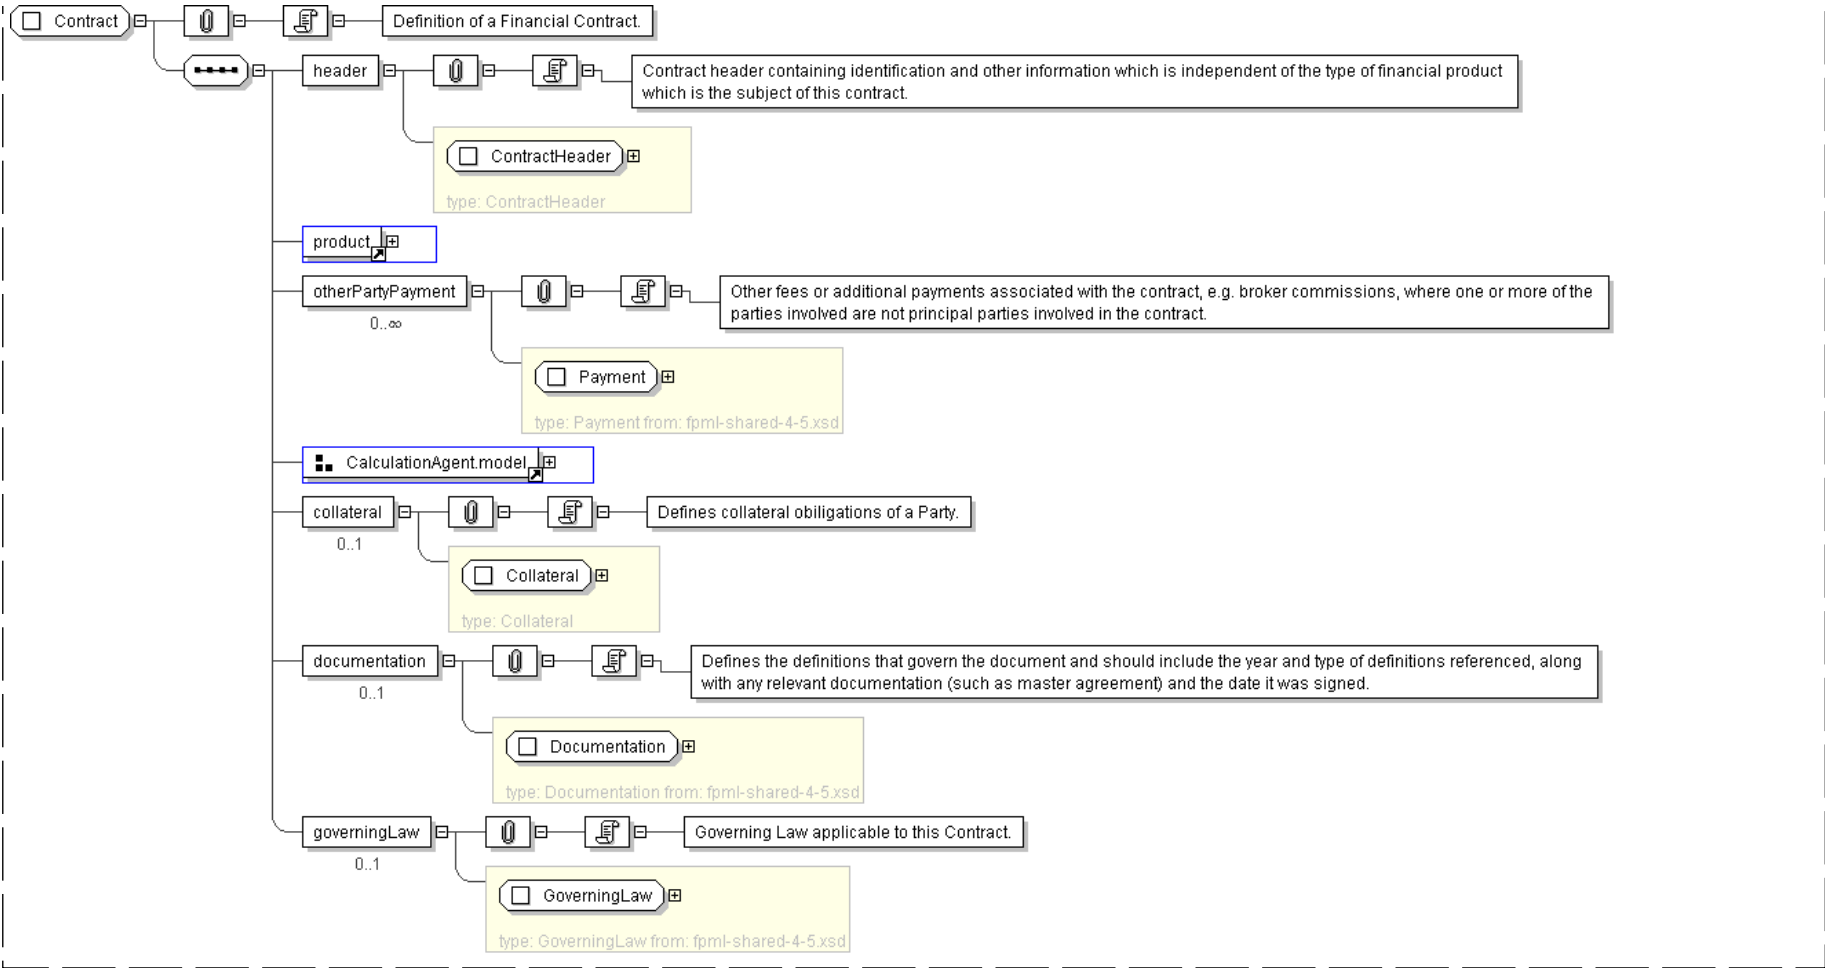 Contract
Definition of a Financial Contract.
header
Contract header containing identification and other information which is independent of the type of financial product
which is the subject of this contract.
ContractHeader
type: ContractHeader
product
otherPartyPayment
0..∞
Other fees or additional payments associated with the contract, e.g. broker commissions, where one or more of the
parties involved are not principal parties involved in the contract.
Payment
type: Payment from: fpml-shared-4-5.xsd
CalculationAgent.model
collateral
0..1
Defines collateral obiligations of a Party.
Collateral
type: Collateral
documentation
0..1
Defines the definitions that govern the document and should include the year and type of definitions referenced, along
with any relevant documentation (such as master agreement) and the date it was signed.
Documentation
type: Documentation from: fpml-shared-4-5.xsd
governingLaw
0..1
Governing Law applicable to this Contract.
GoverningLaw
type: GoverningLaw from: fpml-shared-4-5.xsd